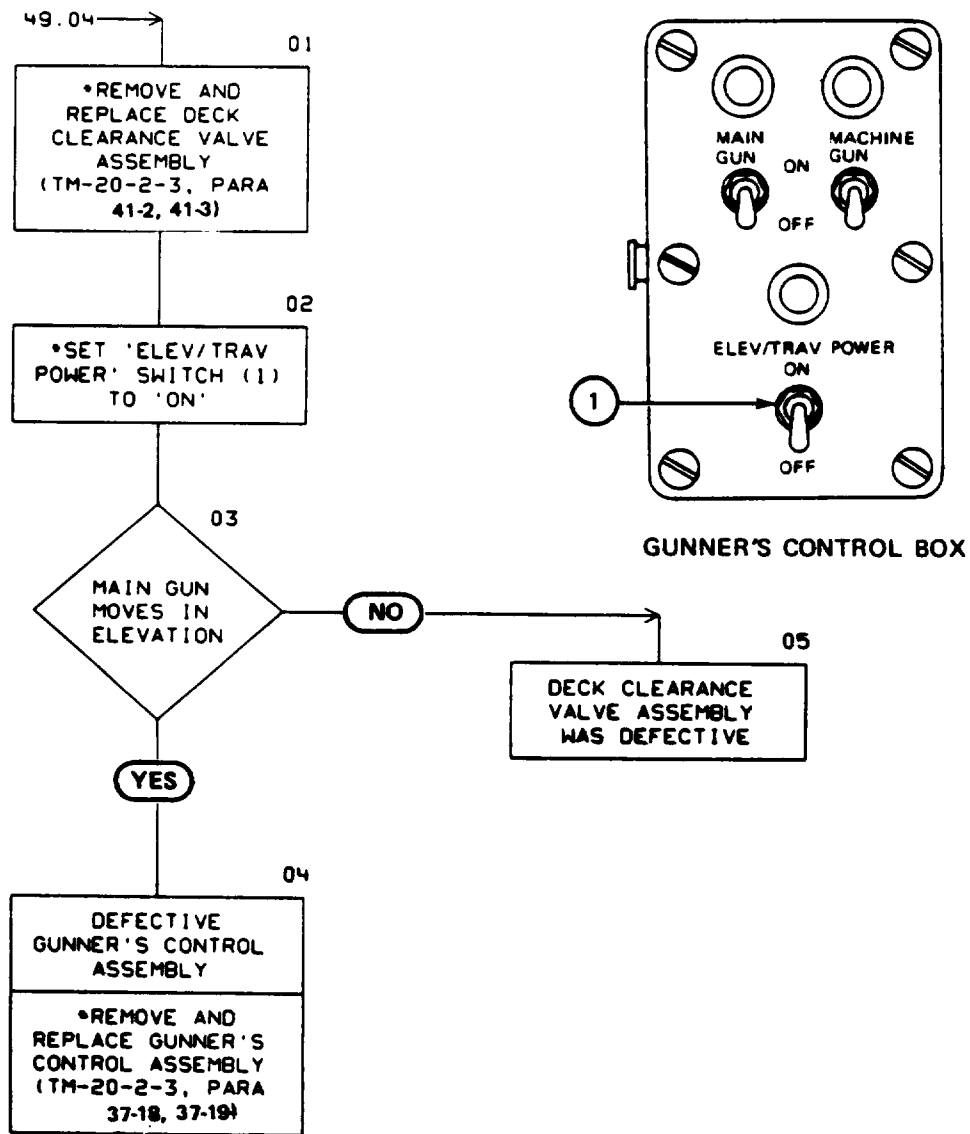 49.04
01
*REMOVE AND
REPLACE DECK
CLEARANCE VALVE
ASSEMBLY
(TM-20-2-3, PARA
41-2, 41-3)
02
*SET 'ELEV/TRAV
POWER' SWITCH (1)
TO 'ON'
03
MAIN GUN
MOVES IN
ELEVATION
NO
05
DECK CLEARANCE
VALVE ASSEMBLY
WAS DEFECTIVE
YES
04
DEFECTIVE
GUNNER'S CONTROL
ASSEMBLY
*REMOVE AND
REPLACE GUNNER'S
CONTROL ASSEMBLY
(TM-20-2-3, PARA
37-18, 37-19)
MAIN
GUN
ON
MACHINE
GUN
OFF
ELEV/TRAV POWER
ON
1
OFF
GUNNER'S CONTROL BOX